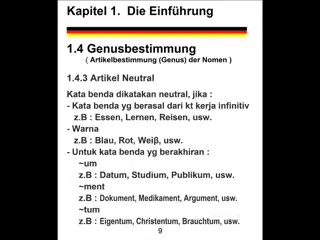 Kapitel 1. Die Einführung
1.4 Genusbestimmung
( Artikelbestimmung (Genus) der Nomen )
1.4.3 Artikel Neutral
Kata benda dikatakan neutral, jika :
- Kata benda yg berasal dari kt kerja infinitiv
z.B : Essen, Lernen, Reisen, usw.
- Warna
z.B : Blau, Rot, Weiβ, usw.
- Untuk kata benda yg berakhiran :
~um
z.B : Datum, Studium, Publikum, usw.
~ment
z.B : Dokument, Medikament, Argument, usw.
~tum
z.B : Eigentum, Christentum, Brauchtum, usw.
9